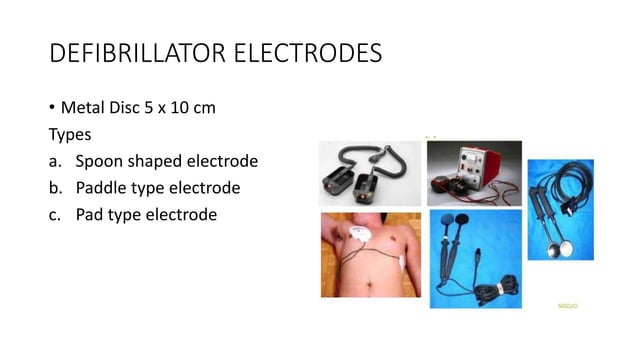 DEFIBRILLATOR ELECTRODES
• Metal Disc 5 x 10 cm
Types
a. Spoon shaped electrode
b. Paddle type electrode
c. Pad type electrode